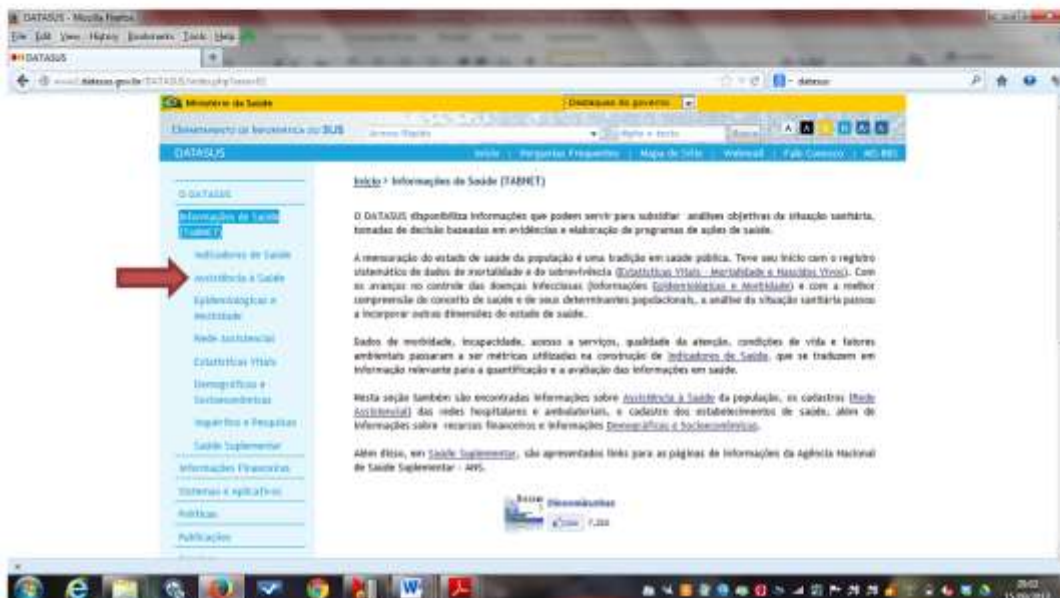 DATASUS - Mozilla Firefox
File Edit View History Bookmarks Tools Help
DATASUS
datasus
Ministério da Saúde
Destaques do governo
Departamento de Informática do SUS
Acesso Rápido
Busca
A A
DATASUS
Início | Perguntas Frequentes | Mapa do Site | Webmail | Fale Conosco
O DATASUS
Informações de Saúde
(TABNET)
Indicadores de Saúde
Assistência à Saúde
Epidemiológicas e
Morbidade
Rede Assistencial
Estatísticas Vitais
Demográficas e
Socioeconômicas
Inquéritos e Pesquisas
Saúde Suplementar
Informações Financeiras
Sistemas e Aplicativos
Políticas
Publicações
Início > Informações de Saúde (TABNET)
O DATASUS disponibiliza informações que podem servir para subsidiar análises objetivas da situação sanitária,
tomadas de decisão baseadas em evidências e elaboração de programas de ações de saúde.
A mensuração do estado de saúde da população é uma tradição em saúde pública. Teve seu início com o registro
sistemático de dados de mortalidade e de sobrevivência (Estatísticas Vitais - Mortalidade e Nascidos Vivos). Com
os avanços no controle das doenças infecciosas (informações Epidemiológicas e Morbidade) e com a melhor
compreensão do conceito de saúde e de seus determinantes populacionais, a análise da situação sanitária passou
a incorporar outras dimensões do estado de saúde.
Dados de morbidade, incapacidade, acesso a serviços, qualidade da atenção, condições de vida e fatores
ambientais passaram a ser métricas utilizadas na construção de Indicadores de Saúde, que se traduzem em
informação relevante para a quantificação e a avaliação das informações em saúde.
Nesta seção também são encontradas informações sobre Assistência à Saúde da população, os cadastros (Rede
Assistencial) das redes hospitalares e ambulatoriais, o cadastro dos estabelecimentos de saúde, além de
informações sobre recursos financeiros e informações Demográficas e Socioeconômicas.
Além disso, em Saúde Suplementar, são apresentados links para as páginas de informações da Agência Nacional
de Saúde Suplementar - ANS.